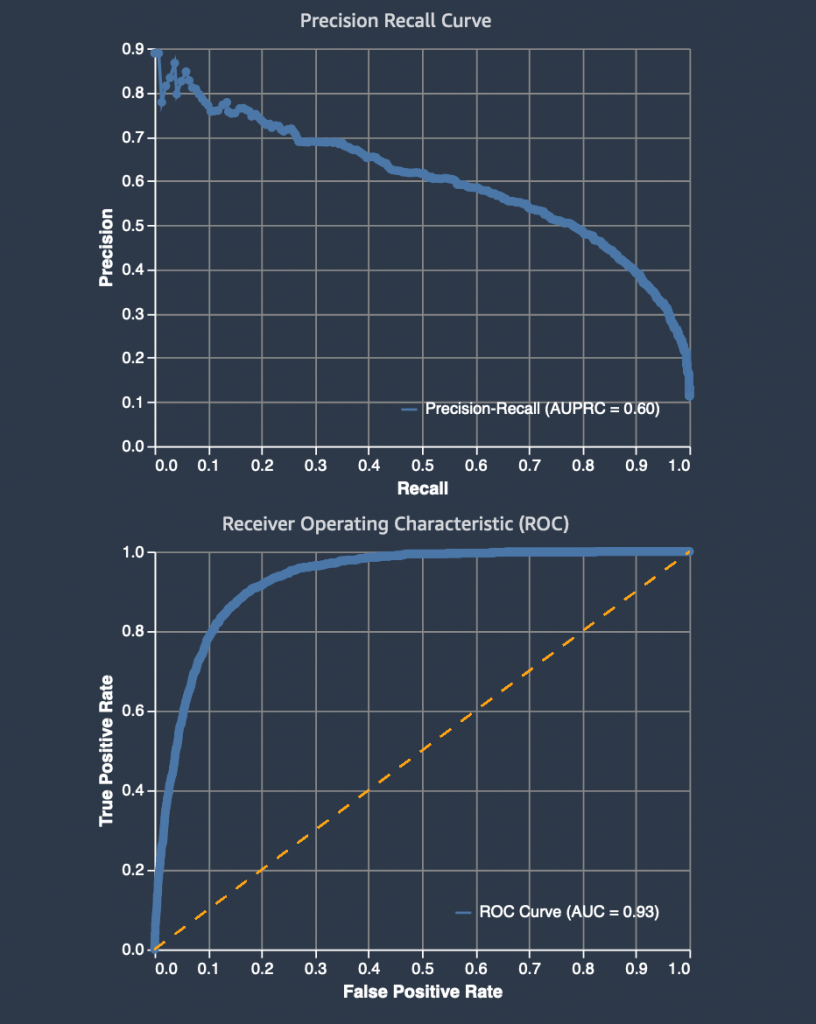 Precision Recall Curve
0.9
0.8
0.7
0.6
0.5
0.4
0.3
0.2
0.1
0.0
Precision
Precision-Recall (AUPRC = 0.60)
0.0 0.1 0.2 0.3 0.4 0.5 0.6 0.7 0.8 0.9 1.0
Recall
Receiver Operating Characteristic (ROC)
1.0
0.8
0.6
0.4
0.2
0.0
True Positive Rate
ROC Curve (AUC = 0.93)
0.0 0.1 0.2 0.3 0.4 0.5 0.6 0.7 0.8 0.9 1.0
False Positive Rate